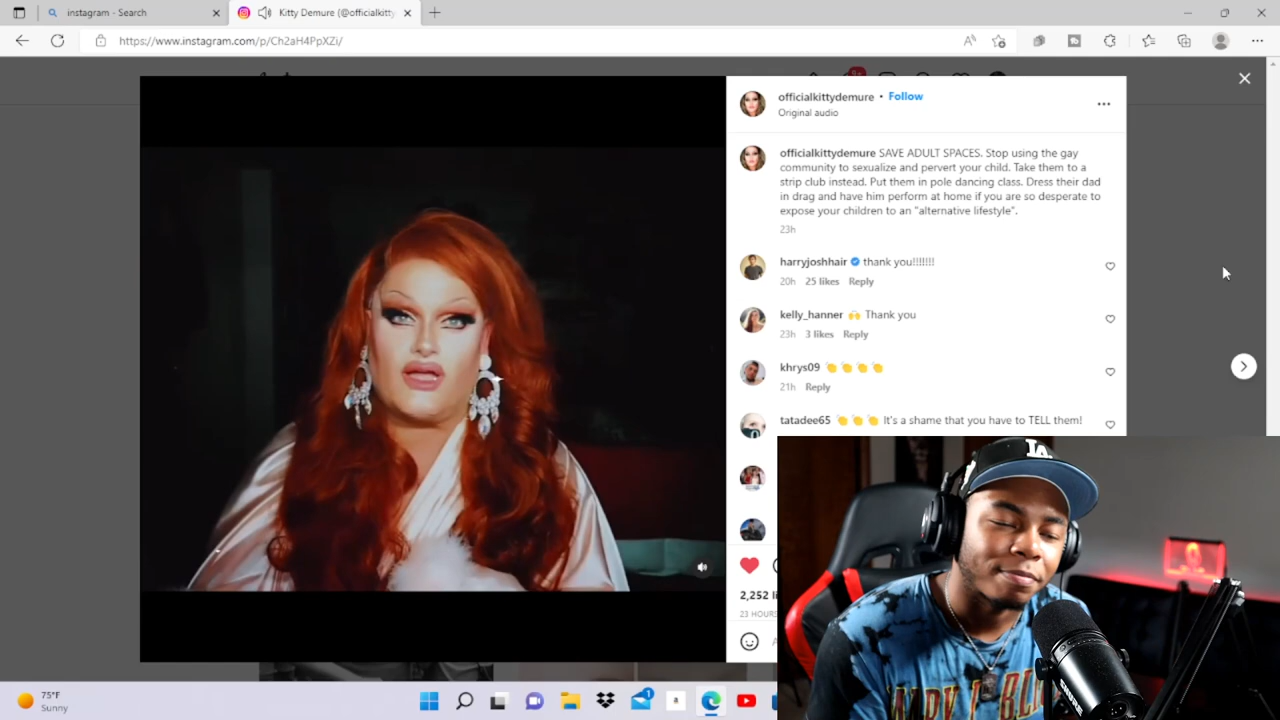 instagram - Search
Kitty Demure (@officialkitty
https://www.instagram.com/p/Ch2aH4PpXZi/
officialkittydemure • Follow
Original audio
officialkittydemure SAVE ADULT SPACES. Stop using the gay
community to sexualize and pervert your child. Take them to a
strip club instead. Put them in pole dancing class. Dress their dad
in drag and have him perform at home if you are so desperate to
expose your children to an "alternative lifestyle".
23h
harryjoshhair thank you!!!!!!!
20h 25 likes Reply
kelly_hanner 🙌 Thank you
23h 3 likes Reply
khrys09 👏 👏 👏 👏
21h Reply
tatadee65 👏 👏 👏 It's a shame that you have to TELL them!
2,252 li
23 HOURS
LA
SHURE
75°F
Sunny